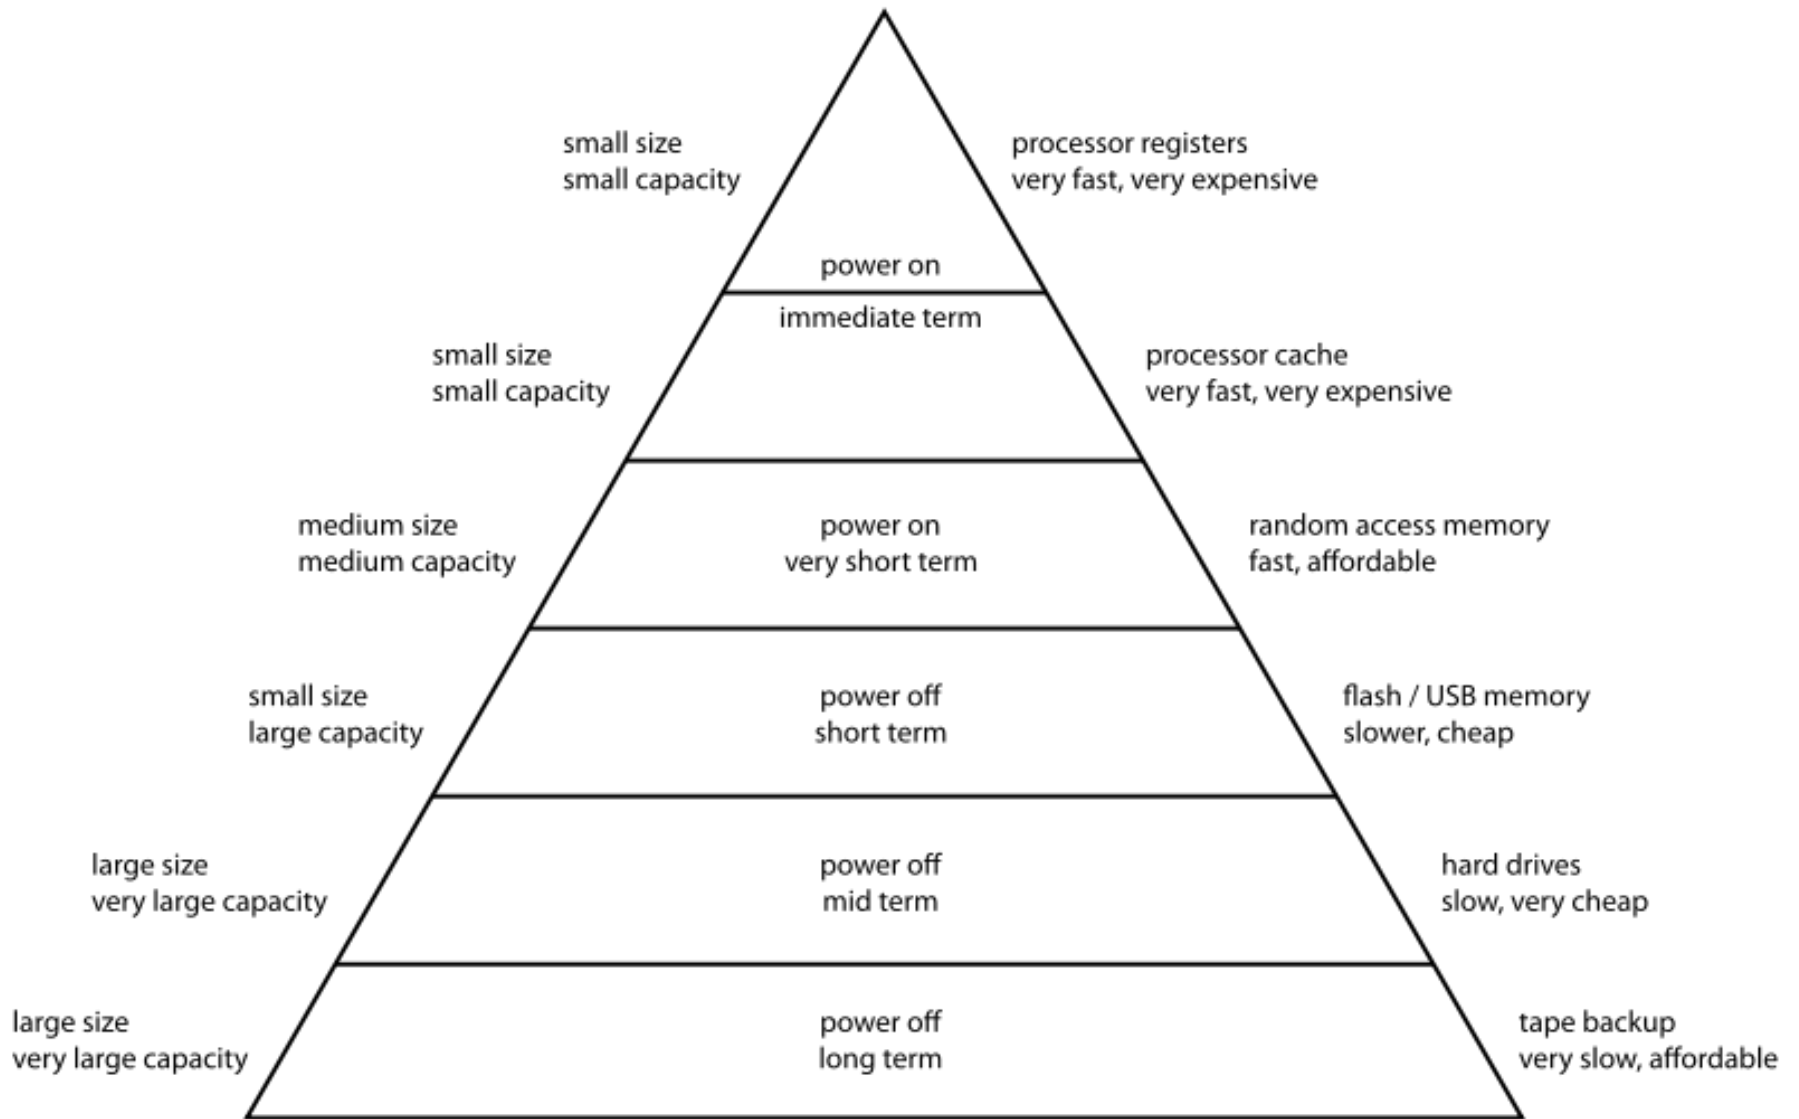 small size
small capacity
processor registers
very fast, very expensive
power on
immediate term
small size
small capacity
processor cache
very fast, very expensive
medium size
medium capacity
power on
very short term
random access memory
fast, affordable
small size
large capacity
power off
short term
flash / USB memory
slower, cheap
large size
very large capacity
power off
mid term
hard drives
slow, very cheap
large size
very large capacity
power off
long term
tape backup
very slow, affordable